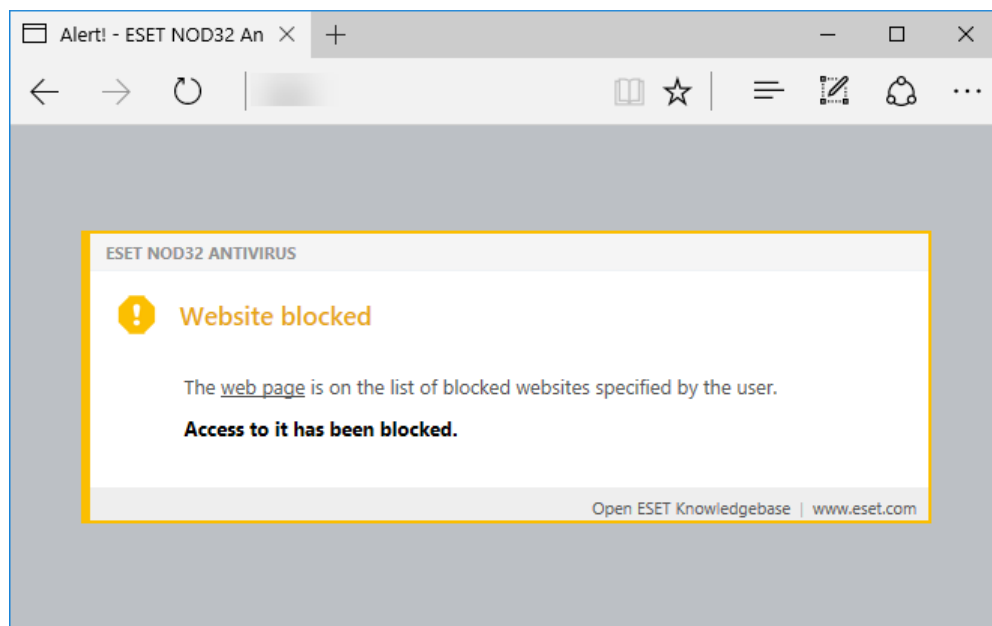 Alert! - ESET NOD32 An
ESET NOD32 ANTIVIRUS
Website blocked
The web page is on the list of blocked websites specified by the user.
Access to it has been blocked.
Open ESET Knowledgebase | www.eset.com